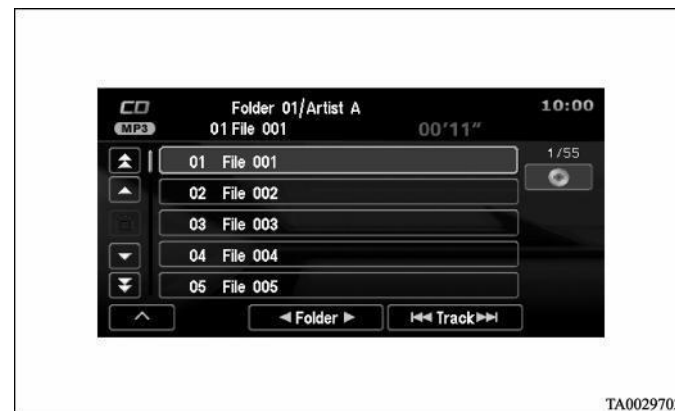 CD Folder 01/Artist A 10:00
MP3 01 File 001 00'11"
1/55
01 File 001
02 File 002
03 File 003
04 File 004
05 File 005
◄ Folder ► I◄◄ Track ►►I